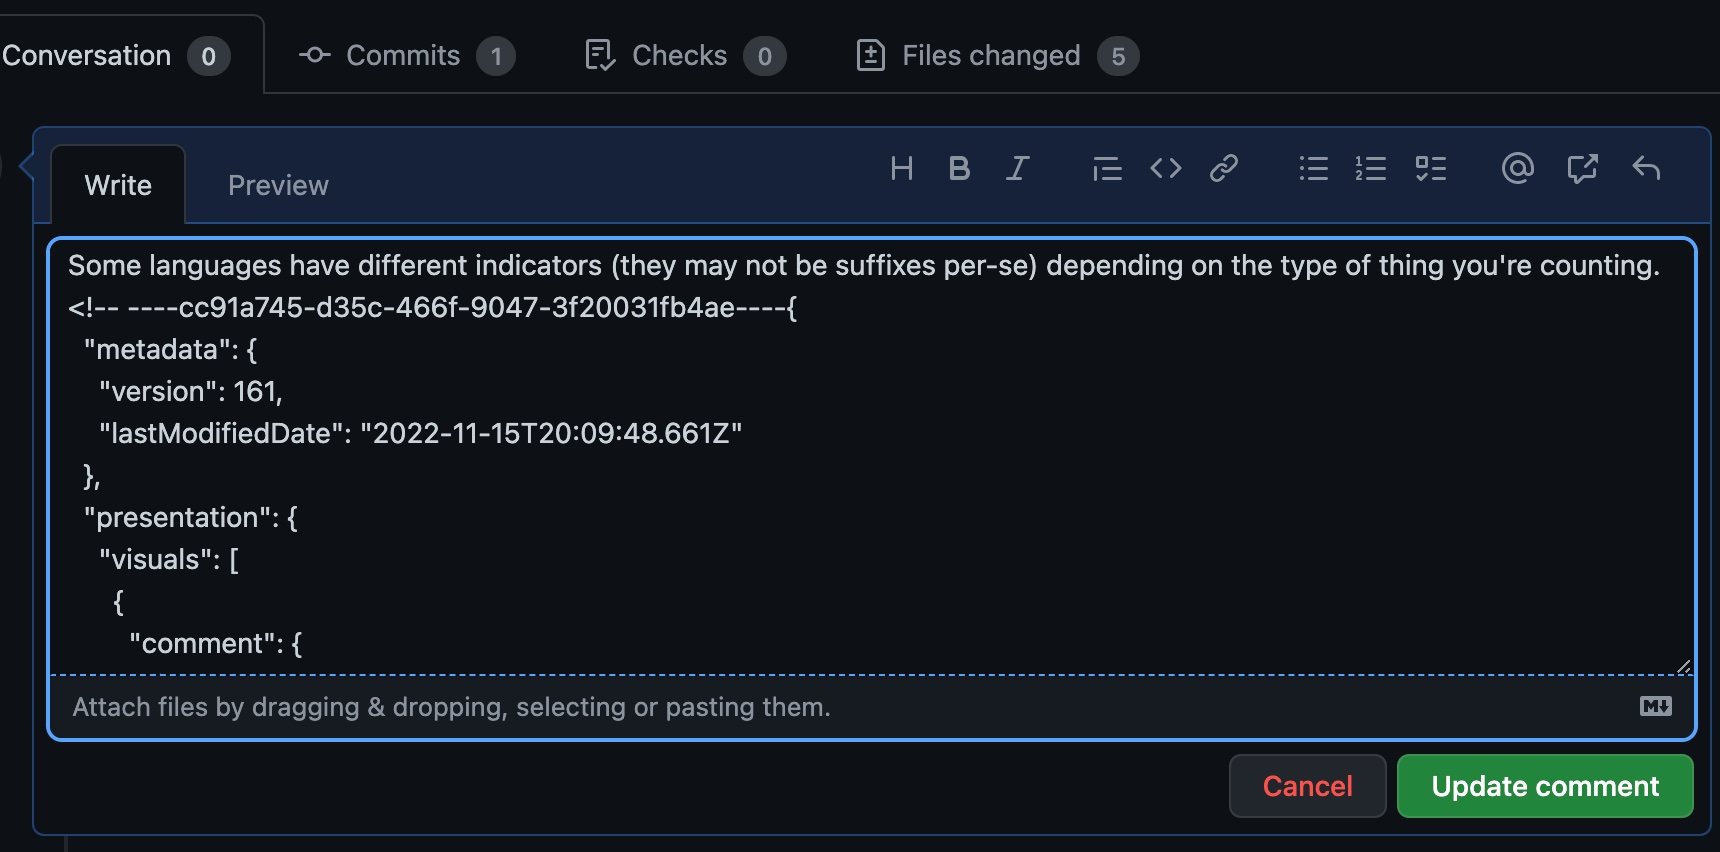 Conversation 0 Commits 1 Checks 0 Files changed 5
Write Preview
Some languages have different indicators (they may not be suffixes per-se) depending on the type of thing you're counting.
<!-- ----cc91a745-d35c-466f-9047-3f20031fb4ae----{
"metadata": {
"version": 161,
"lastModifiedDate": "2022-11-15T20:09:48.661Z"
},
"presentation": {
"visuals": [
{
"comment": {
Attach files by dragging & dropping, selecting or pasting them.
Cancel Update comment